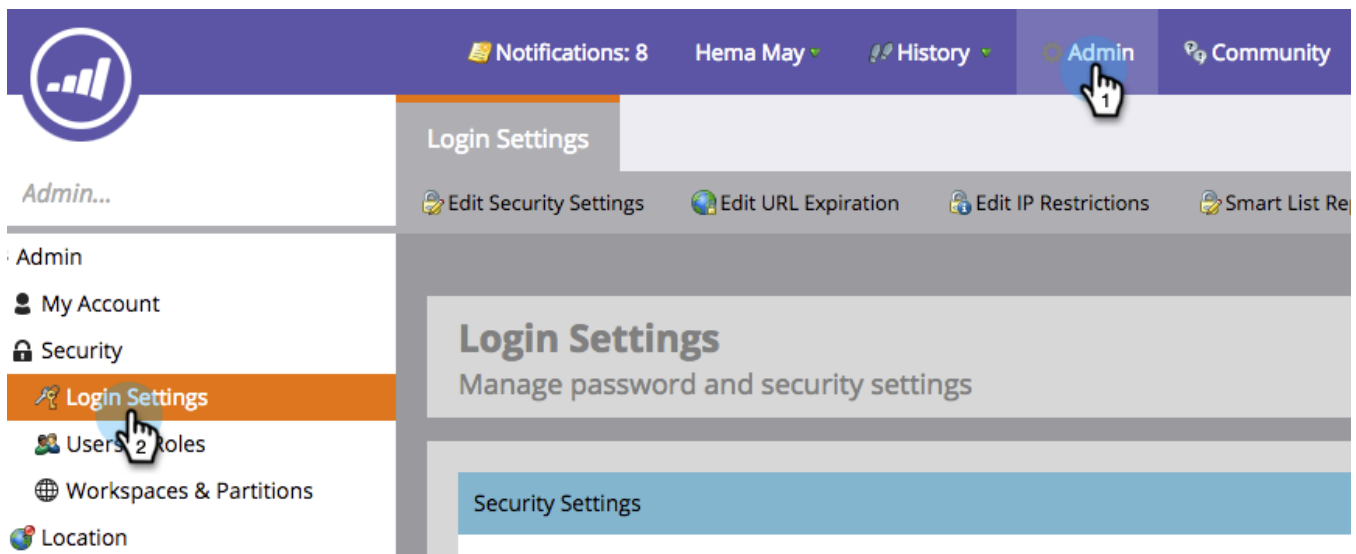 Notifications: 8 Hema May History Admin Community
1
Login Settings
Admin...
Edit Security Settings Edit URL Expiration Edit IP Restrictions Smart List
Admin
My Account
Security
Login Settings
2
Users Roles
Workspaces & Partitions
Location
Login Settings
Manage password and security settings
Security Settings